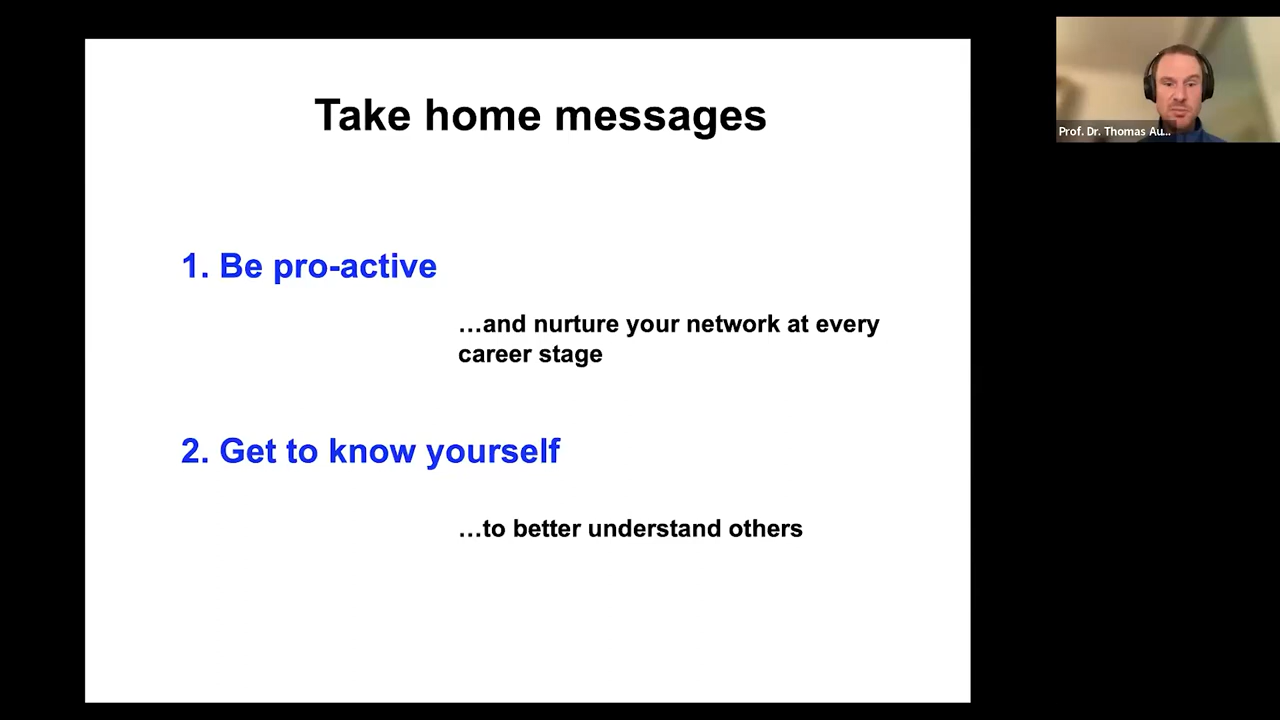 Take home messages
Prof. Dr. Thomas Au...
1. Be pro-active
…and nurture your network at every
career stage
2. Get to know yourself
…to better understand others